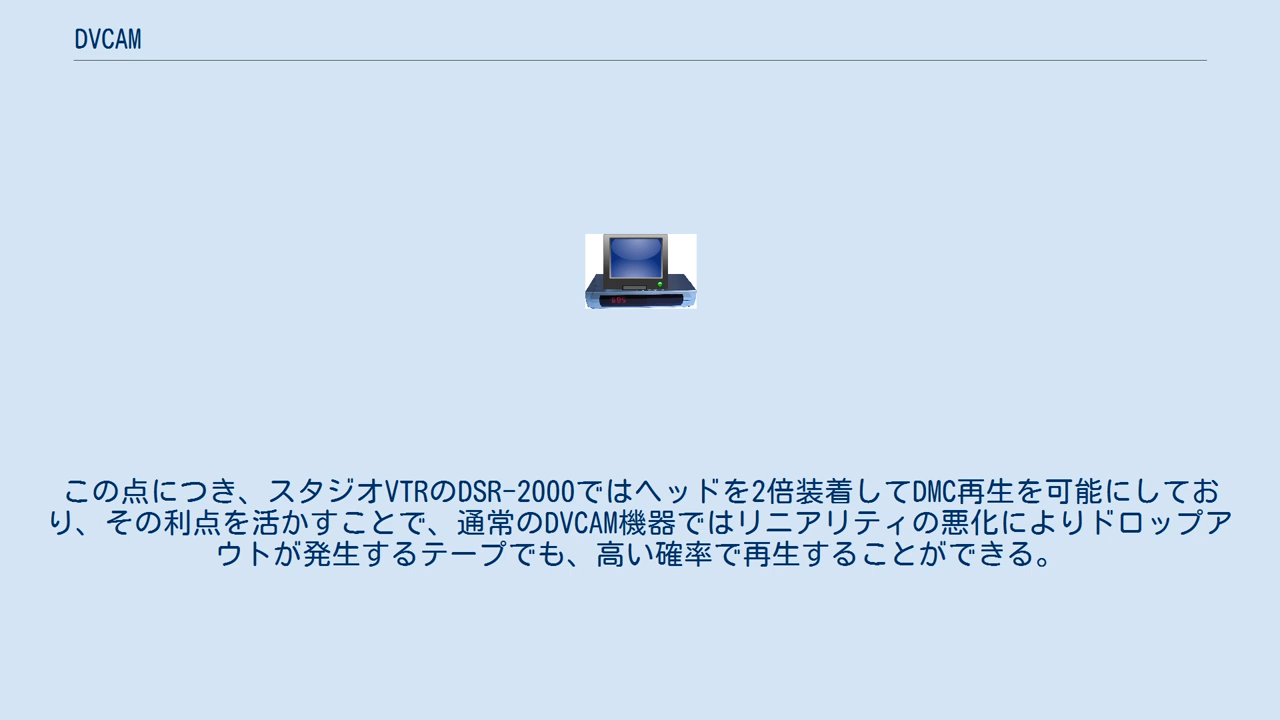 DVCAM
この点につき、スタジオVTRのDSR-2000ではヘッドを2倍装着してDMC再生を可能にしてお
り、その利点を活かすことで、通常のDVCAM機器ではリニアリティの悪化によりドロップア
ウトが発生するテープでも、高い確率で再生することができる。